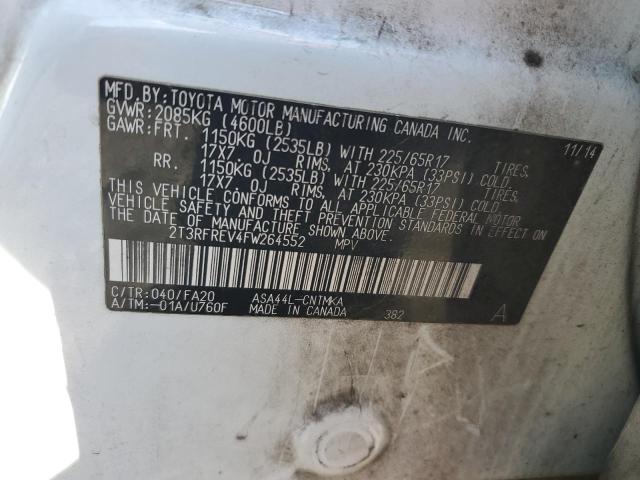 MFD. BY: TOYOTA MOTOR MANUFACTURING CANADA INC.
GVWR: 2085KG (4600LB) 11/14
GAWR: FRT. 1150KG (2535LB) WITH 225/65R17 TIRES.
17X7.0J RIMS, AT 230KPA (33PSI) COLD.
RR. 1150KG (2535LB) WITH 225/65R17 TIRES.
17X7.0J RIMS, AT 230KPA (33PSI) COLD.
THIS VEHICLE CONFORMS TO ALL APPLICABLE FEDERAL MOTOR
VEHICLE SAFETY AND THEFT PREVENTION STANDARDS IN EFFECT
ON THE DATE OF MANUFACTURE SHOWN ABOVE.
2T3RFREV4FW264552 MPV
C/TR: 040/FA20 ASA44L-CNTMKA A
A/TM: -01A/U760F MADE IN CANADA 382